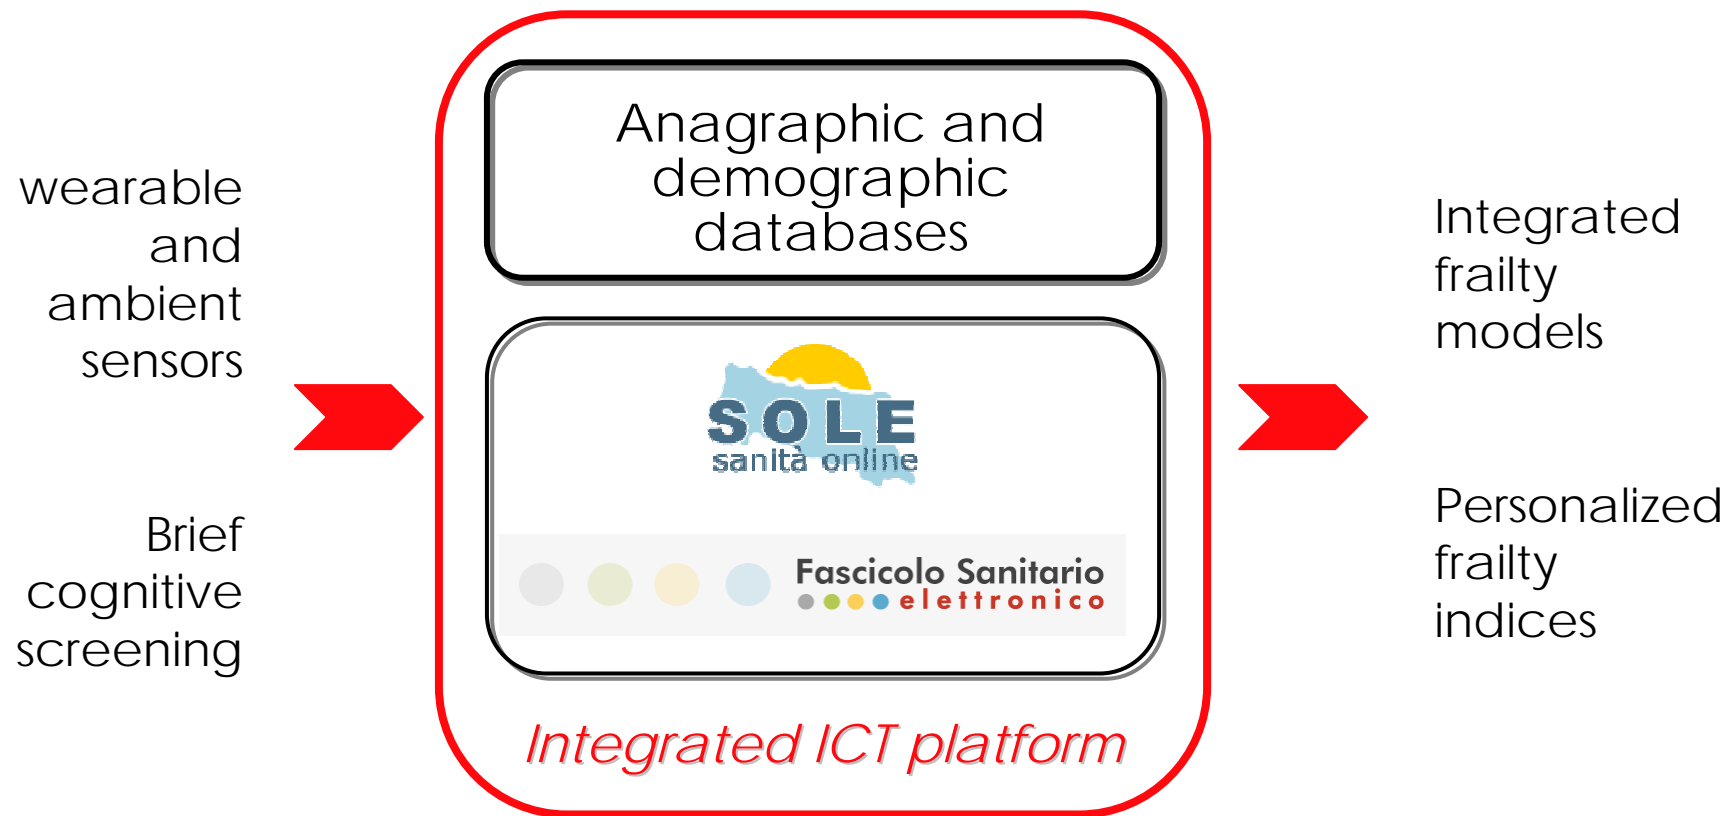 wearable
and
ambient
sensors
Brief
cognitive
screening
Anagraphic and
demographic
databases
SOLE
sanità online
Fascicolo Sanitario
elettronico
Integrated ICT platform
Integrated
frailty
models
Personalized
frailty
indices